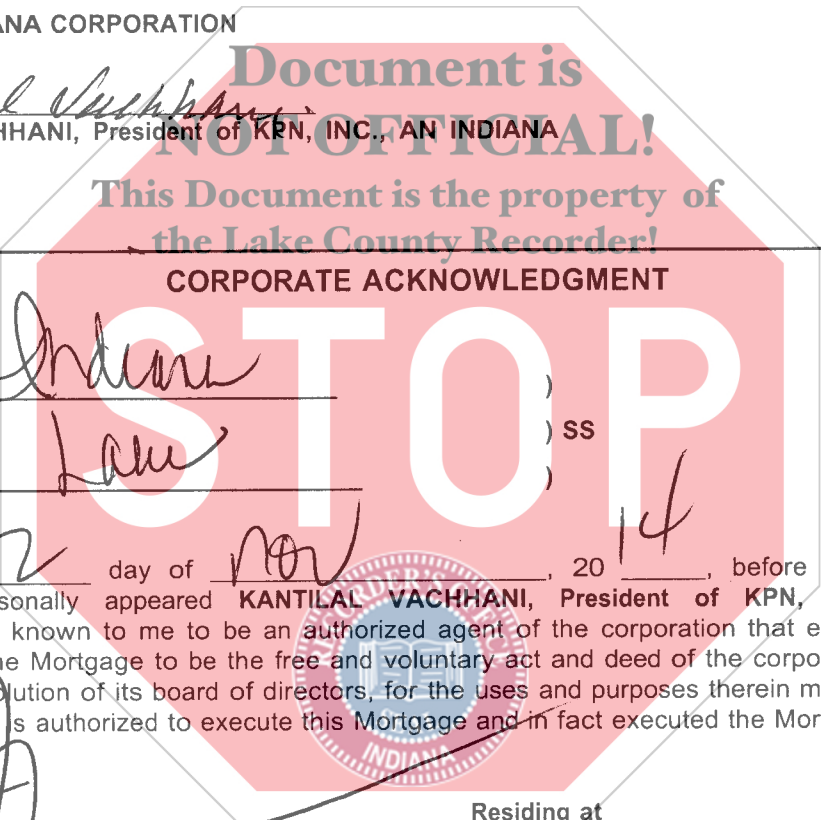 ANA CORPORATION
Document is
HHANI, President of KPN, INC., AN INDIANA
NOT OFFICIAL!
This Document is the property of
the Lake County Recorder!
CORPORATE ACKNOWLEDGMENT
STOP
Indiana )
Lake ) SS
)
2 day of Nov, 20 14, before
sonally appeared KANTILAL VACHHANI, President of KPN,
known to me to be an authorized agent of the corporation that e
he Mortgage to be the free and voluntary act and deed of the corpo
lution of its board of directors, for the uses and purposes therein m
s authorized to execute this Mortgage and in fact executed the Mor
INDIANA
Residing at